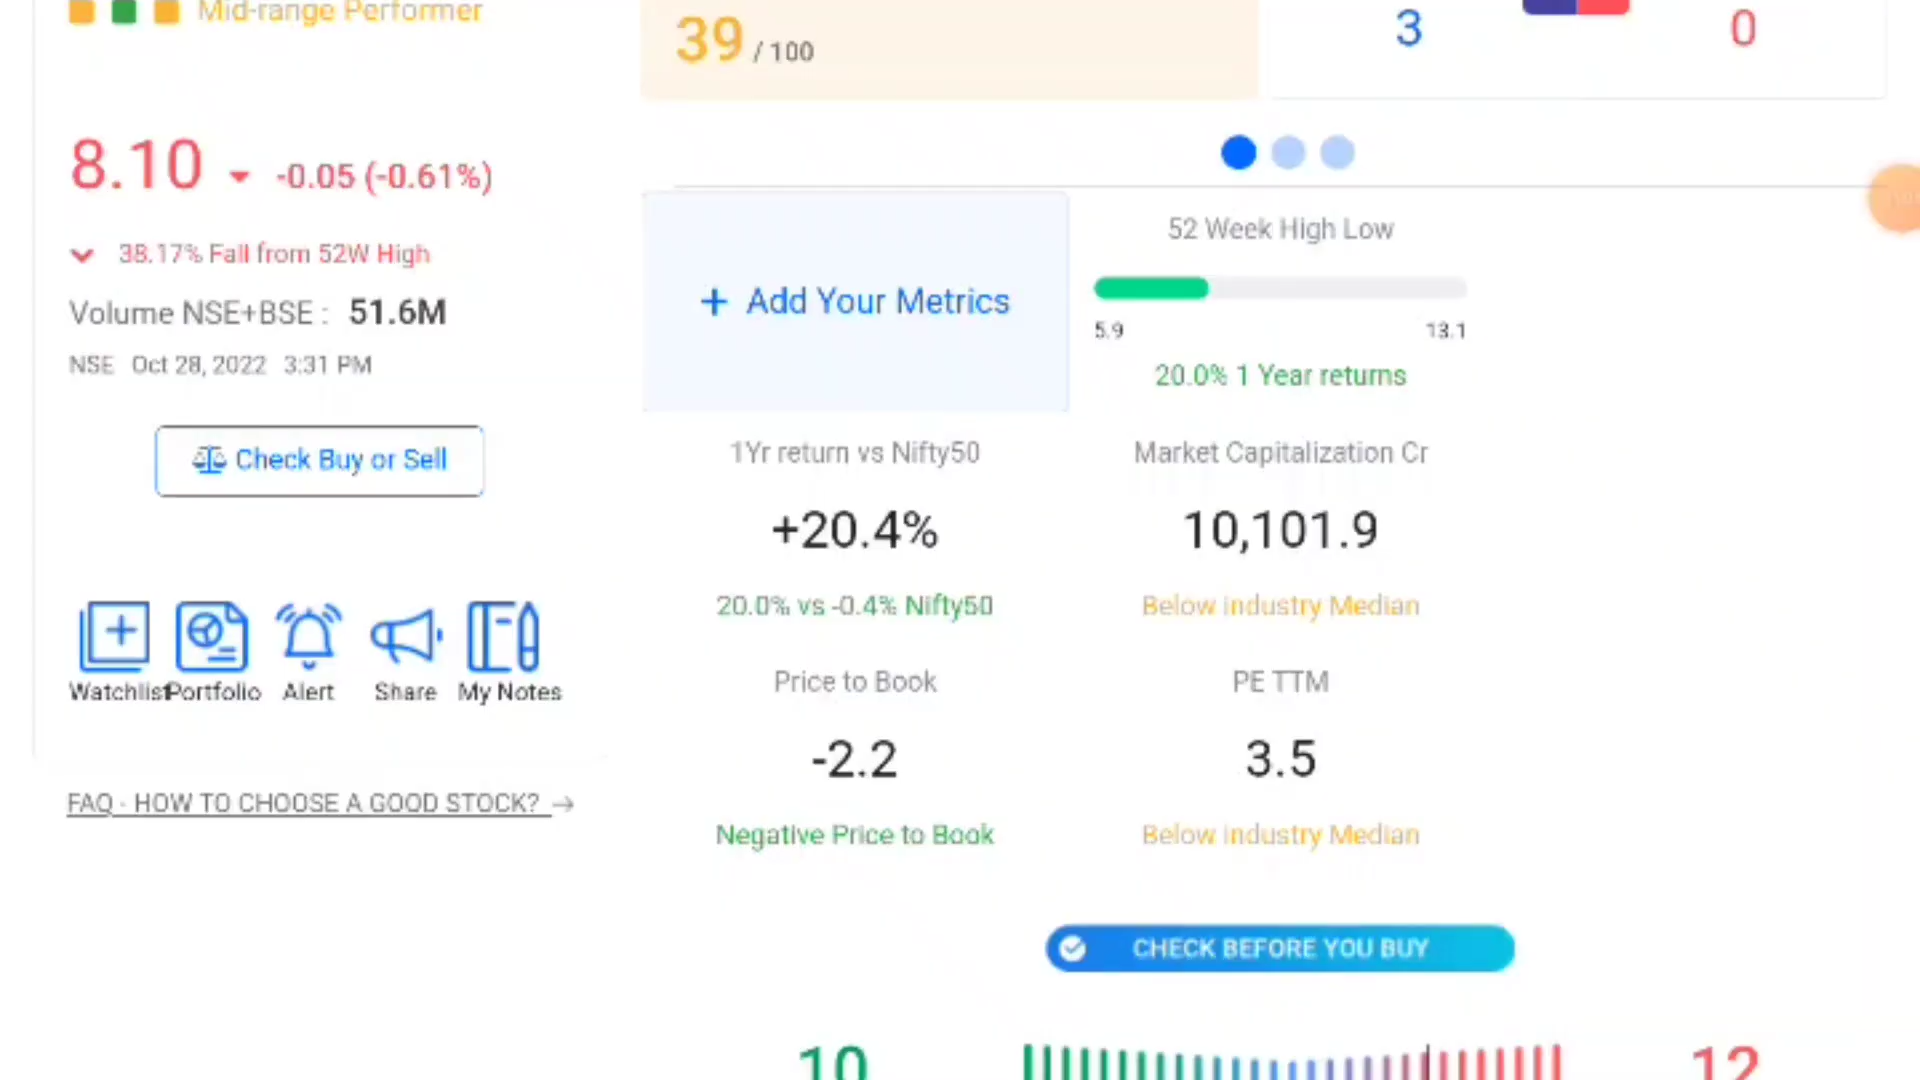 Mid-range Performer
39 / 100
3
0
8.10 -0.05 (-0.61%)
38.17% Fall from 52W High
Volume NSE+BSE : 51.6M
NSE Oct 28, 2022 3:31 PM
Check Buy or Sell
Watchlist Portfolio Alert Share My Notes
FAQ - HOW TO CHOOSE A GOOD STOCK? →
+ Add Your Metrics
52 Week High Low
5.9 13.1
20.0% 1 Year returns
1Yr return vs Nifty50
+20.4%
20.0% vs -0.4% Nifty50
Market Capitalization Cr
10,101.9
Below industry Median
Price to Book
-2.2
Negative Price to Book
PE TTM
3.5
Below industry Median
CHECK BEFORE YOU BUY
10
12